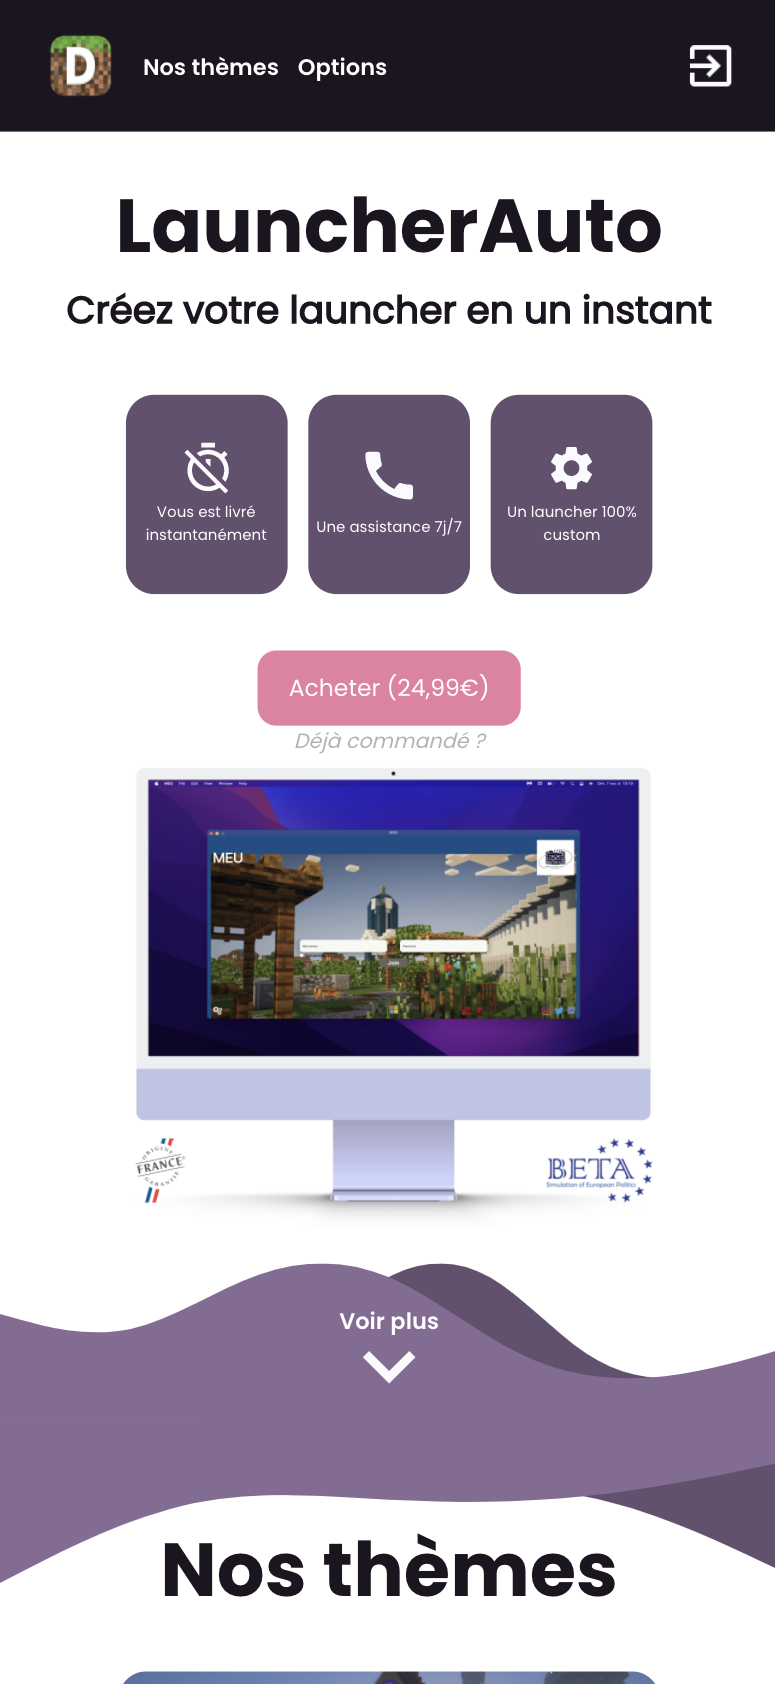 D
Nos thèmes Options
LauncherAuto
Créez votre launcher en un instant
Vous est livré
instantanément
Une assistance 7j/7
Un launcher 100%
custom
Acheter (24,99€)
Déjà commandé ?
MEU
ORIGINE
FRANCE
GARANTIE
BETA
Simulation of European Politics
Voir plus
Nos thèmes